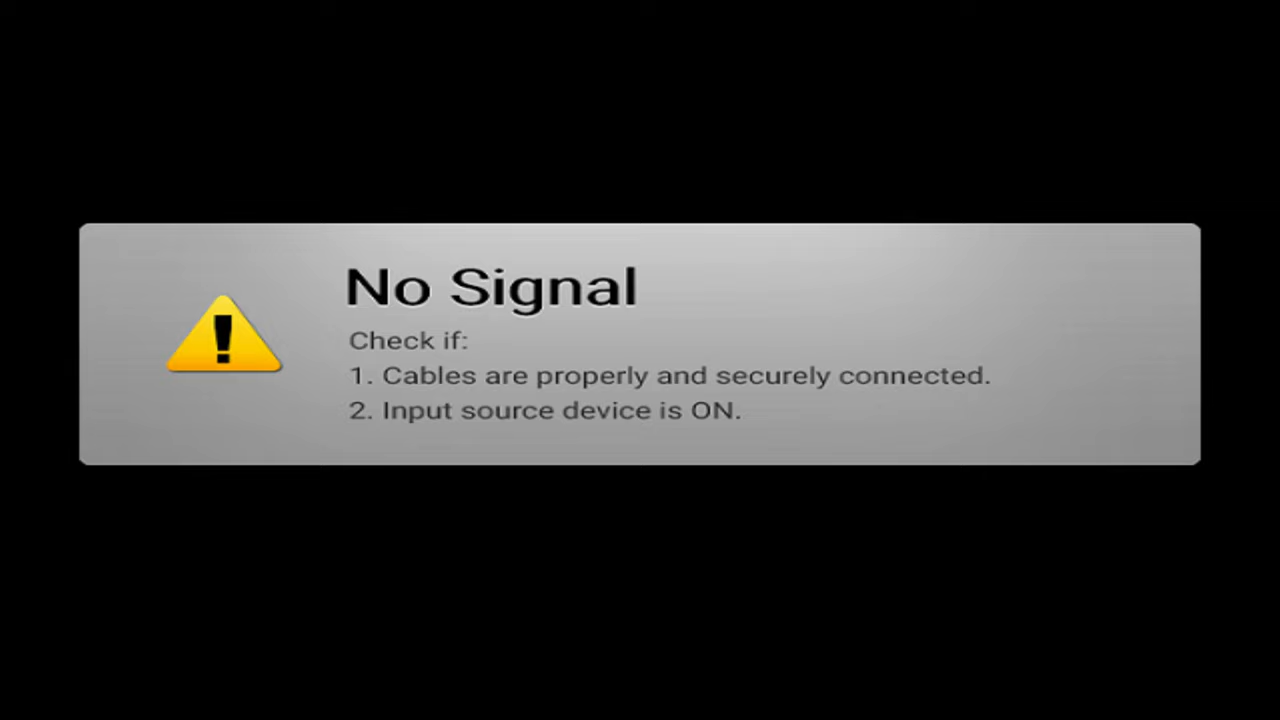 No Signal
Check if:
1. Cables are properly and securely connected.
2. Input source device is ON.